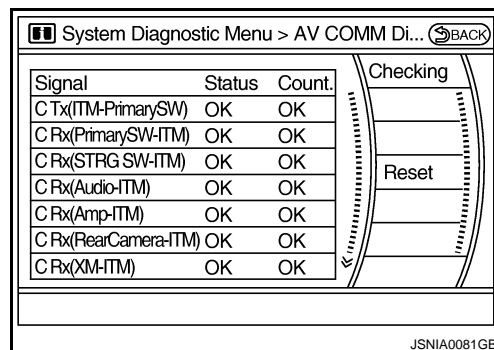 System Diagnostic Menu > AV COMM Di... BACK
Checking
Signal Status Count.
C Tx(ITM-PrimarySW) OK OK
C Rx(PrimarySW-ITM) OK OK
C Rx(STRG SW-ITM) OK OK
Reset
C Rx(Audio-ITM) OK OK
C Rx(Amp-ITM) OK OK
C Rx(RearCamera-ITM) OK OK
C Rx(XM-ITM) OK OK
JSNIA0081GB